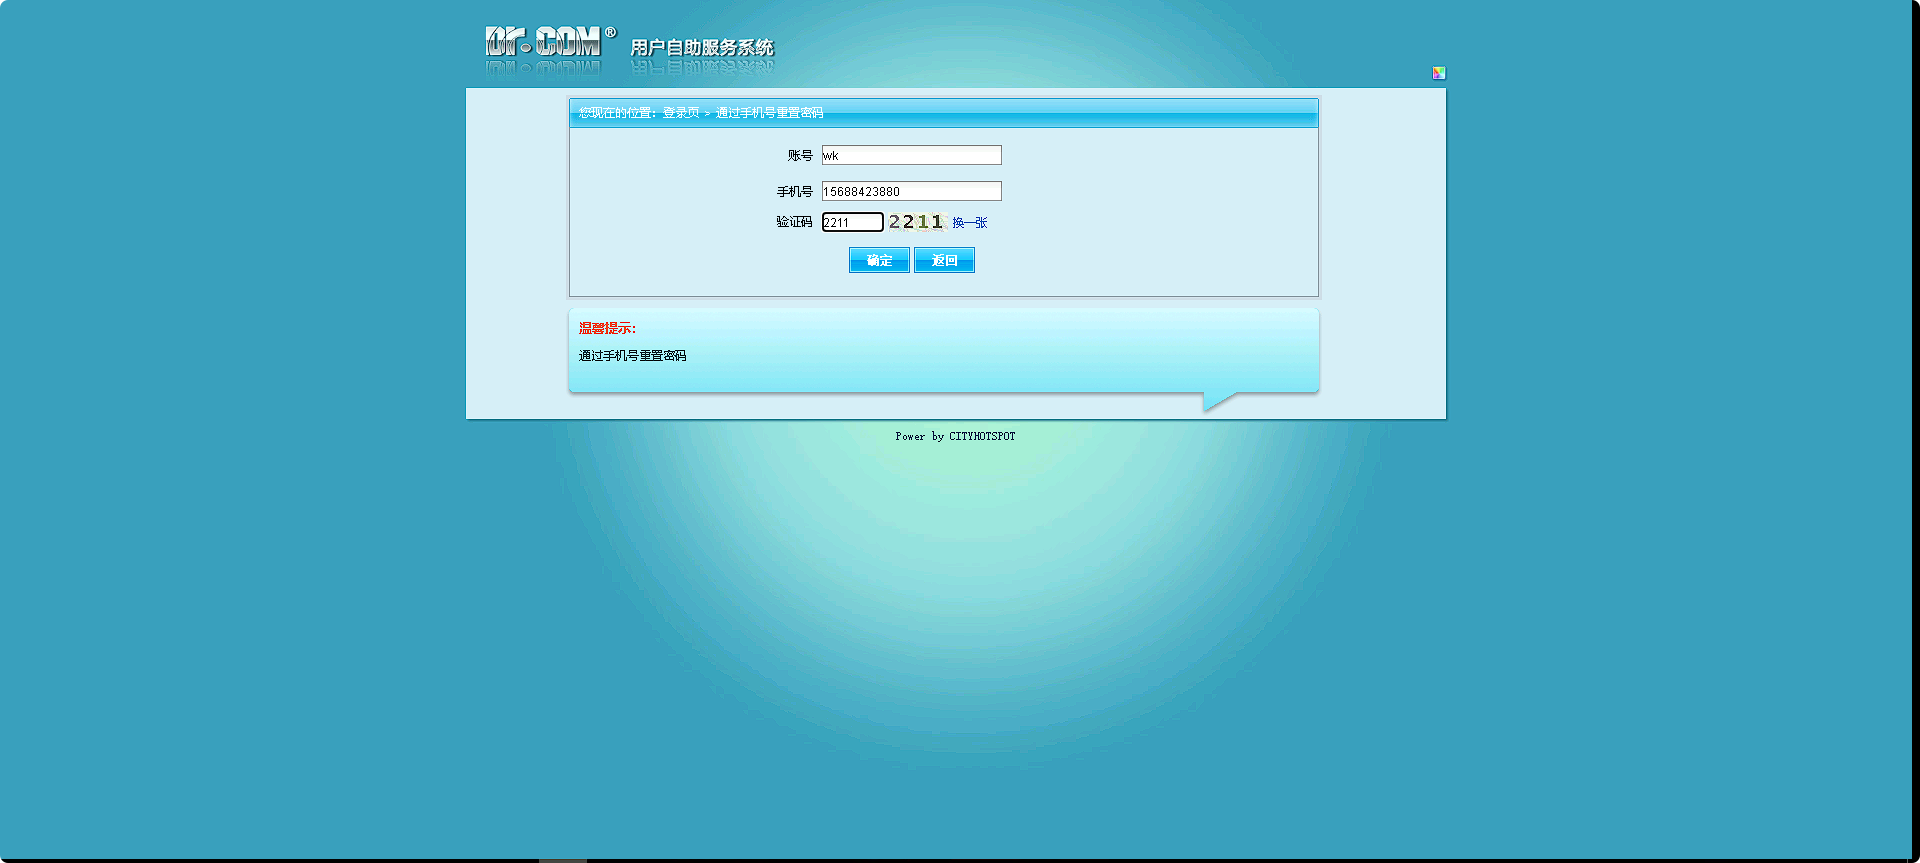 Dr.COM® 用户自助服务系统
您现在的位置：登录页 » 通过手机号重置密码
账号 wk
手机号 15688423880
验证码 2211 2211 换一张
确定 返回
温馨提示：
通过手机号重置密码
Power by CITYHOTSPOT